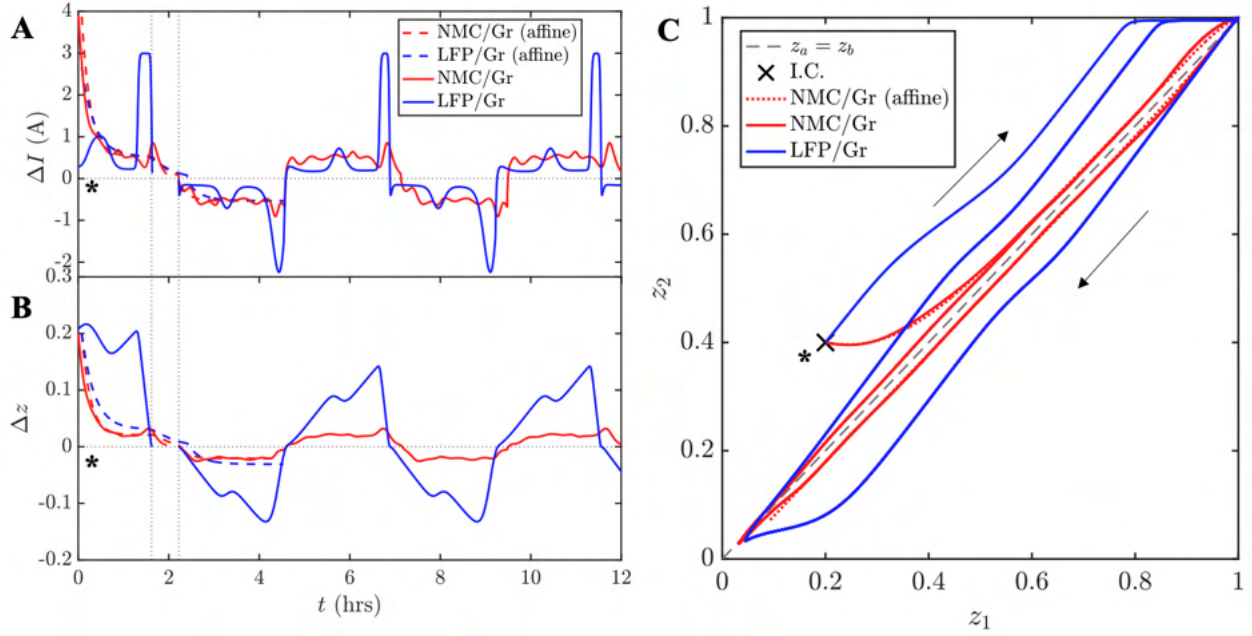 A
ΔI (A)
4
3
2
1
0
-1
-2
0.3
NMC/Gr (affine)
LFP/Gr (affine)
NMC/Gr
LFP/Gr
*
B
Δz
0.2
0.1
0
-0.1
-0.2
*
0 2 4 6 8 10 12
t (hrs)
C
z₂
1
0.8
0.6
0.4
0.2
0
z_a = z_b
I.C.
NMC/Gr (affine)
NMC/Gr
LFP/Gr
*
0 0.2 0.4 0.6 0.8 1
z₁